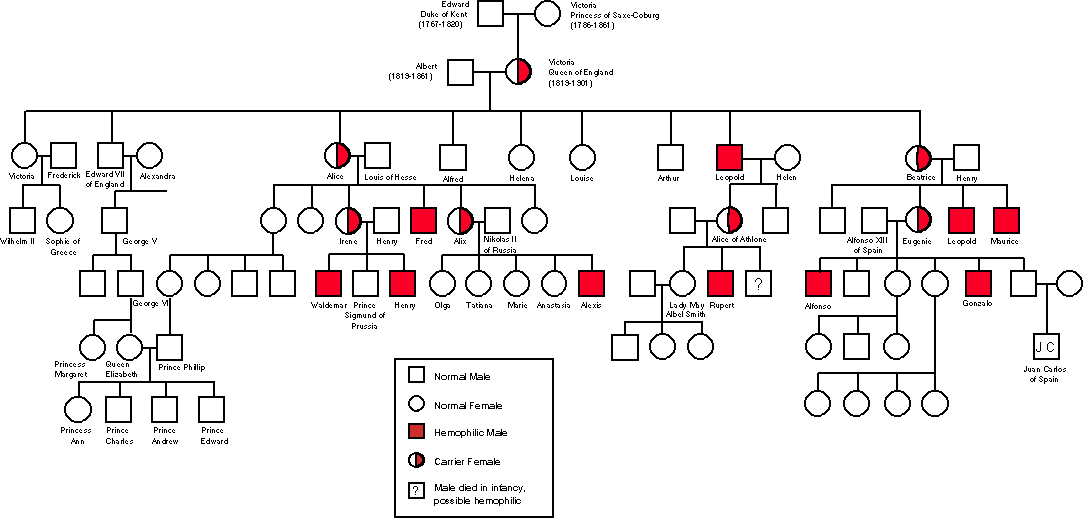 Edward
Duke of Kent
(1767-1820)
Victoria
Princess of Saxe-Coburg
(1786-1861)
Albert
(1819-1861)
Victoria
Queen of England
(1819-1901)
Victoria
Frederick
Edward VII
of England
Alexandra
Alice
Louis of Hesse
Alfred
Helena
Louise
Arthur
Leopold
Helen
Beatrice
Henry
Wilhelm II
Sophie of
Greece
George V
Irene
Henry
Fred
Alix
Nikolas II
of Russia
Alice of Athlone
Alfonso XIII
of Spain
Eugenie
Leopold
Maurice
George VI
Waldemar
Prince
Sigmund of
Prussia
Henry
Olga
Tatiana
Marie
Anastasia
Alexis
Lady May
Abel Smith
Rupert
?
Alfonso
Gonzalo
Princess
Margaret
Queen
Elizabeth
Prince Phillip
J C
Juan Carlos
of Spain
Princess
Ann
Prince
Charles
Prince
Andrew
Prince
Edward
Normal Male
Normal Female
Hemophilic Male
Carrier Female
?
Male died in infancy,
possible hemophilic